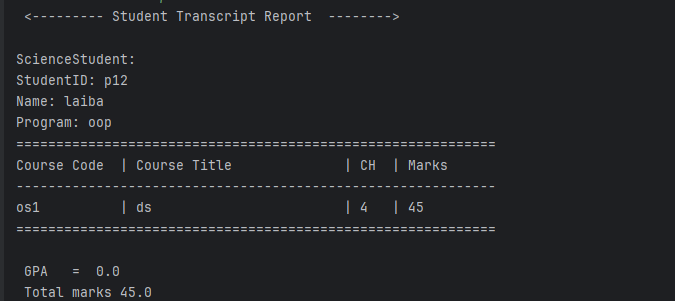 <--------- Student Transcript Report  -------->
ScienceStudent:
StudentID: p12
Name: laiba
Program: oop
============================================================
Course Code  | Course Title              | CH  | Marks
------------------------------------------------------------
os1          | ds                        | 4   | 45
============================================================
GPA   =  0.0
Total marks 45.0